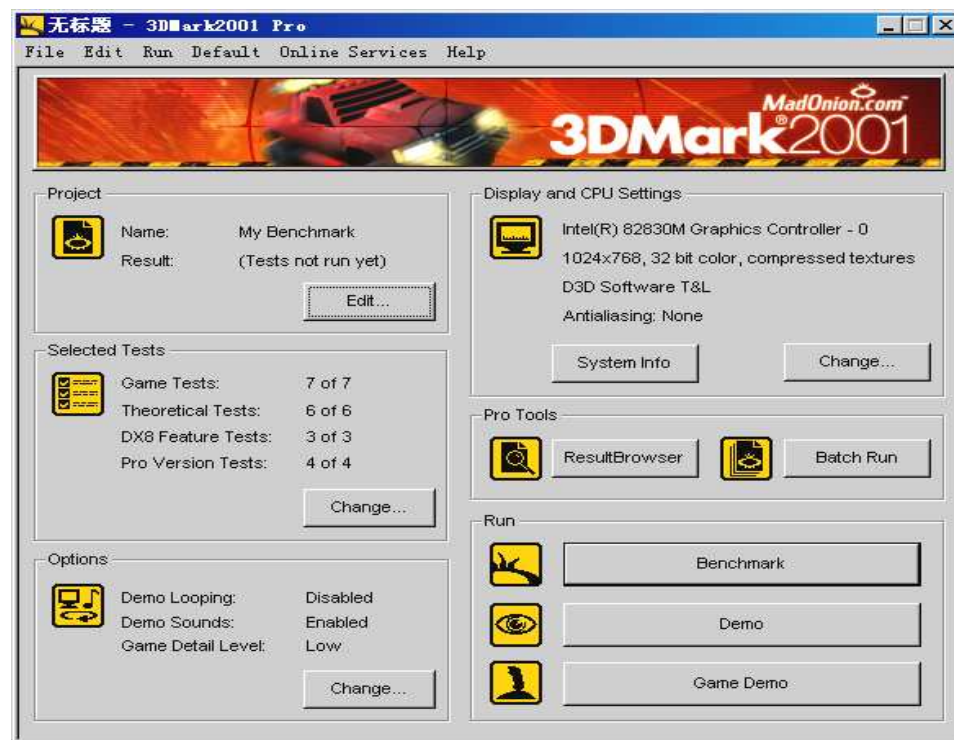 无标题 - 3DMark2001 Pro
File Edit Run Default Online Services Help
MadOnion.com
3DMark®2001
Project
Name: My Benchmark
Result: (Tests not run yet)
Edit...
Selected Tests
Game Tests: 7 of 7
Theoretical Tests: 6 of 6
DX8 Feature Tests: 3 of 3
Pro Version Tests: 4 of 4
Change...
Options
Demo Looping: Disabled
Demo Sounds: Enabled
Game Detail Level: Low
Change...
Display and CPU Settings
Intel(R) 82830M Graphics Controller - 0
1024x768, 32 bit color, compressed textures
D3D Software T&L
Antialiasing: None
System Info Change...
Pro Tools
ResultBrowser Batch Run
Run
Benchmark
Demo
Game Demo